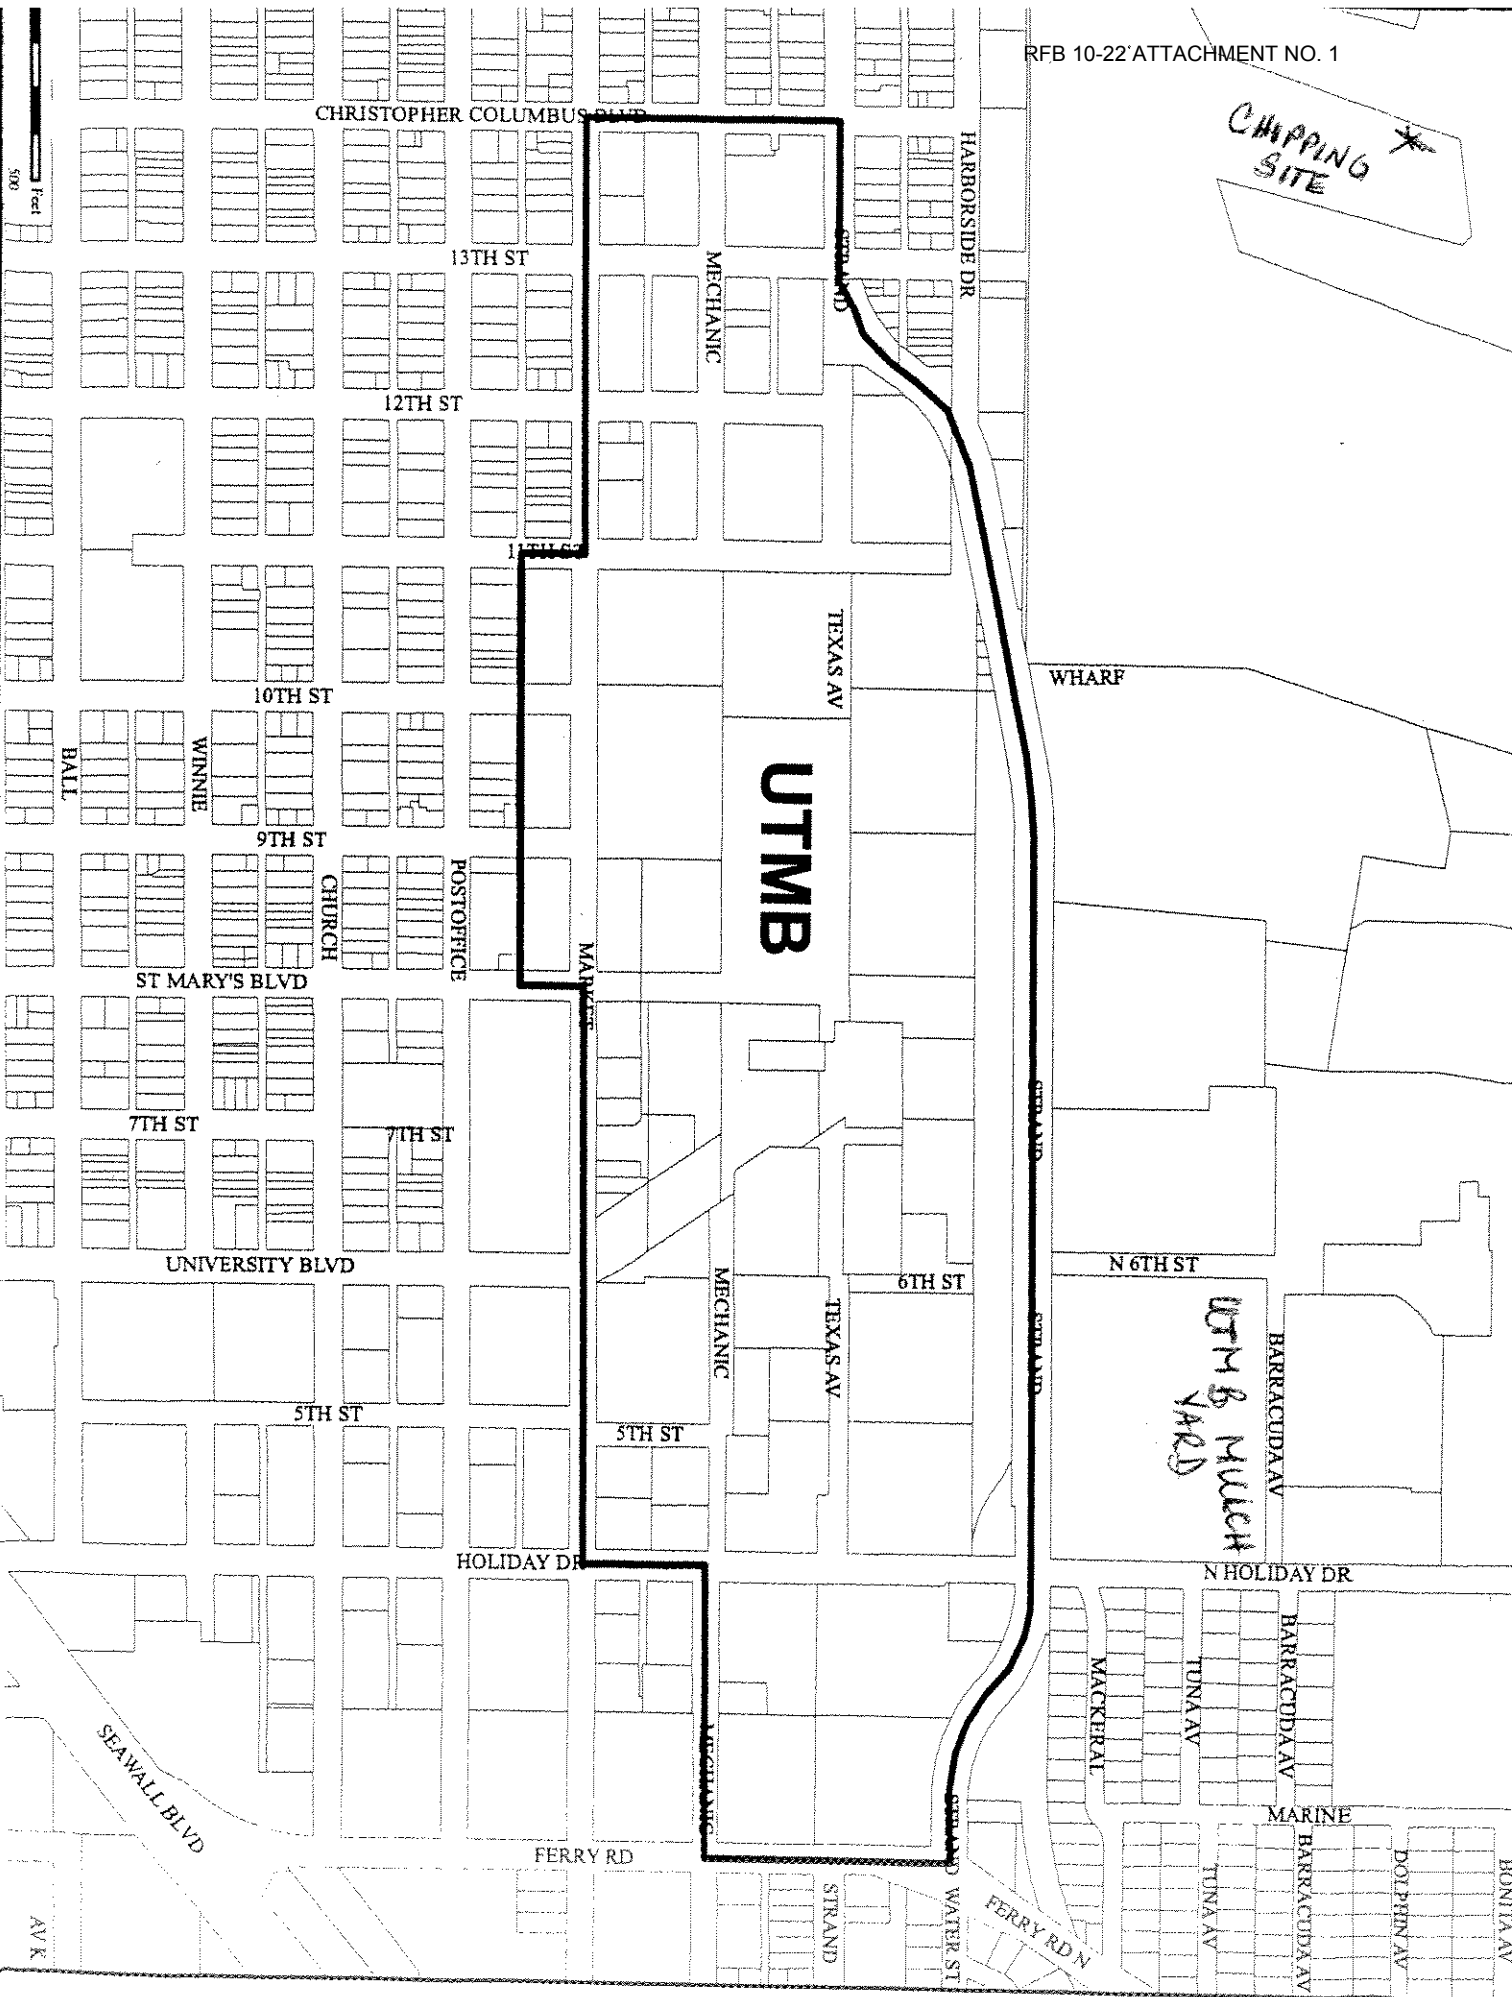 RFB 10-22 ATTACHMENT NO. 1
CHIPPING
SITE
CHRISTOPHER COLUMBUS BLVD
HARBORSIDE DR
500
Feet
13TH ST
MECHANIC
STRAND
12TH ST
11TH ST
TEXAS AV
WHARF
10TH ST
BALL
WINNIE
UTMB
9TH ST
CHURCH
POSTOFFICE
MARKET
ST MARY'S BLVD
STRAND
7TH ST
7TH ST
UNIVERSITY BLVD
N 6TH ST
6TH ST
MECHANIC
TEXAS AV
STRAND
UTMB MULCH
YARD
BARRACUDA AV
5TH ST
5TH ST
HOLIDAY DR
N HOLIDAY DR
MACKERAL
TUNA AV
BARRACUDA AV
SEAWALL BLVD
MECHANIC
STRAND
MARINE
FERRY RD
STRAND
WATER ST
FERRY RD N
TUNA AV
BARRACUDA AV
DOLPHIN AV
BONITA AV
AV K